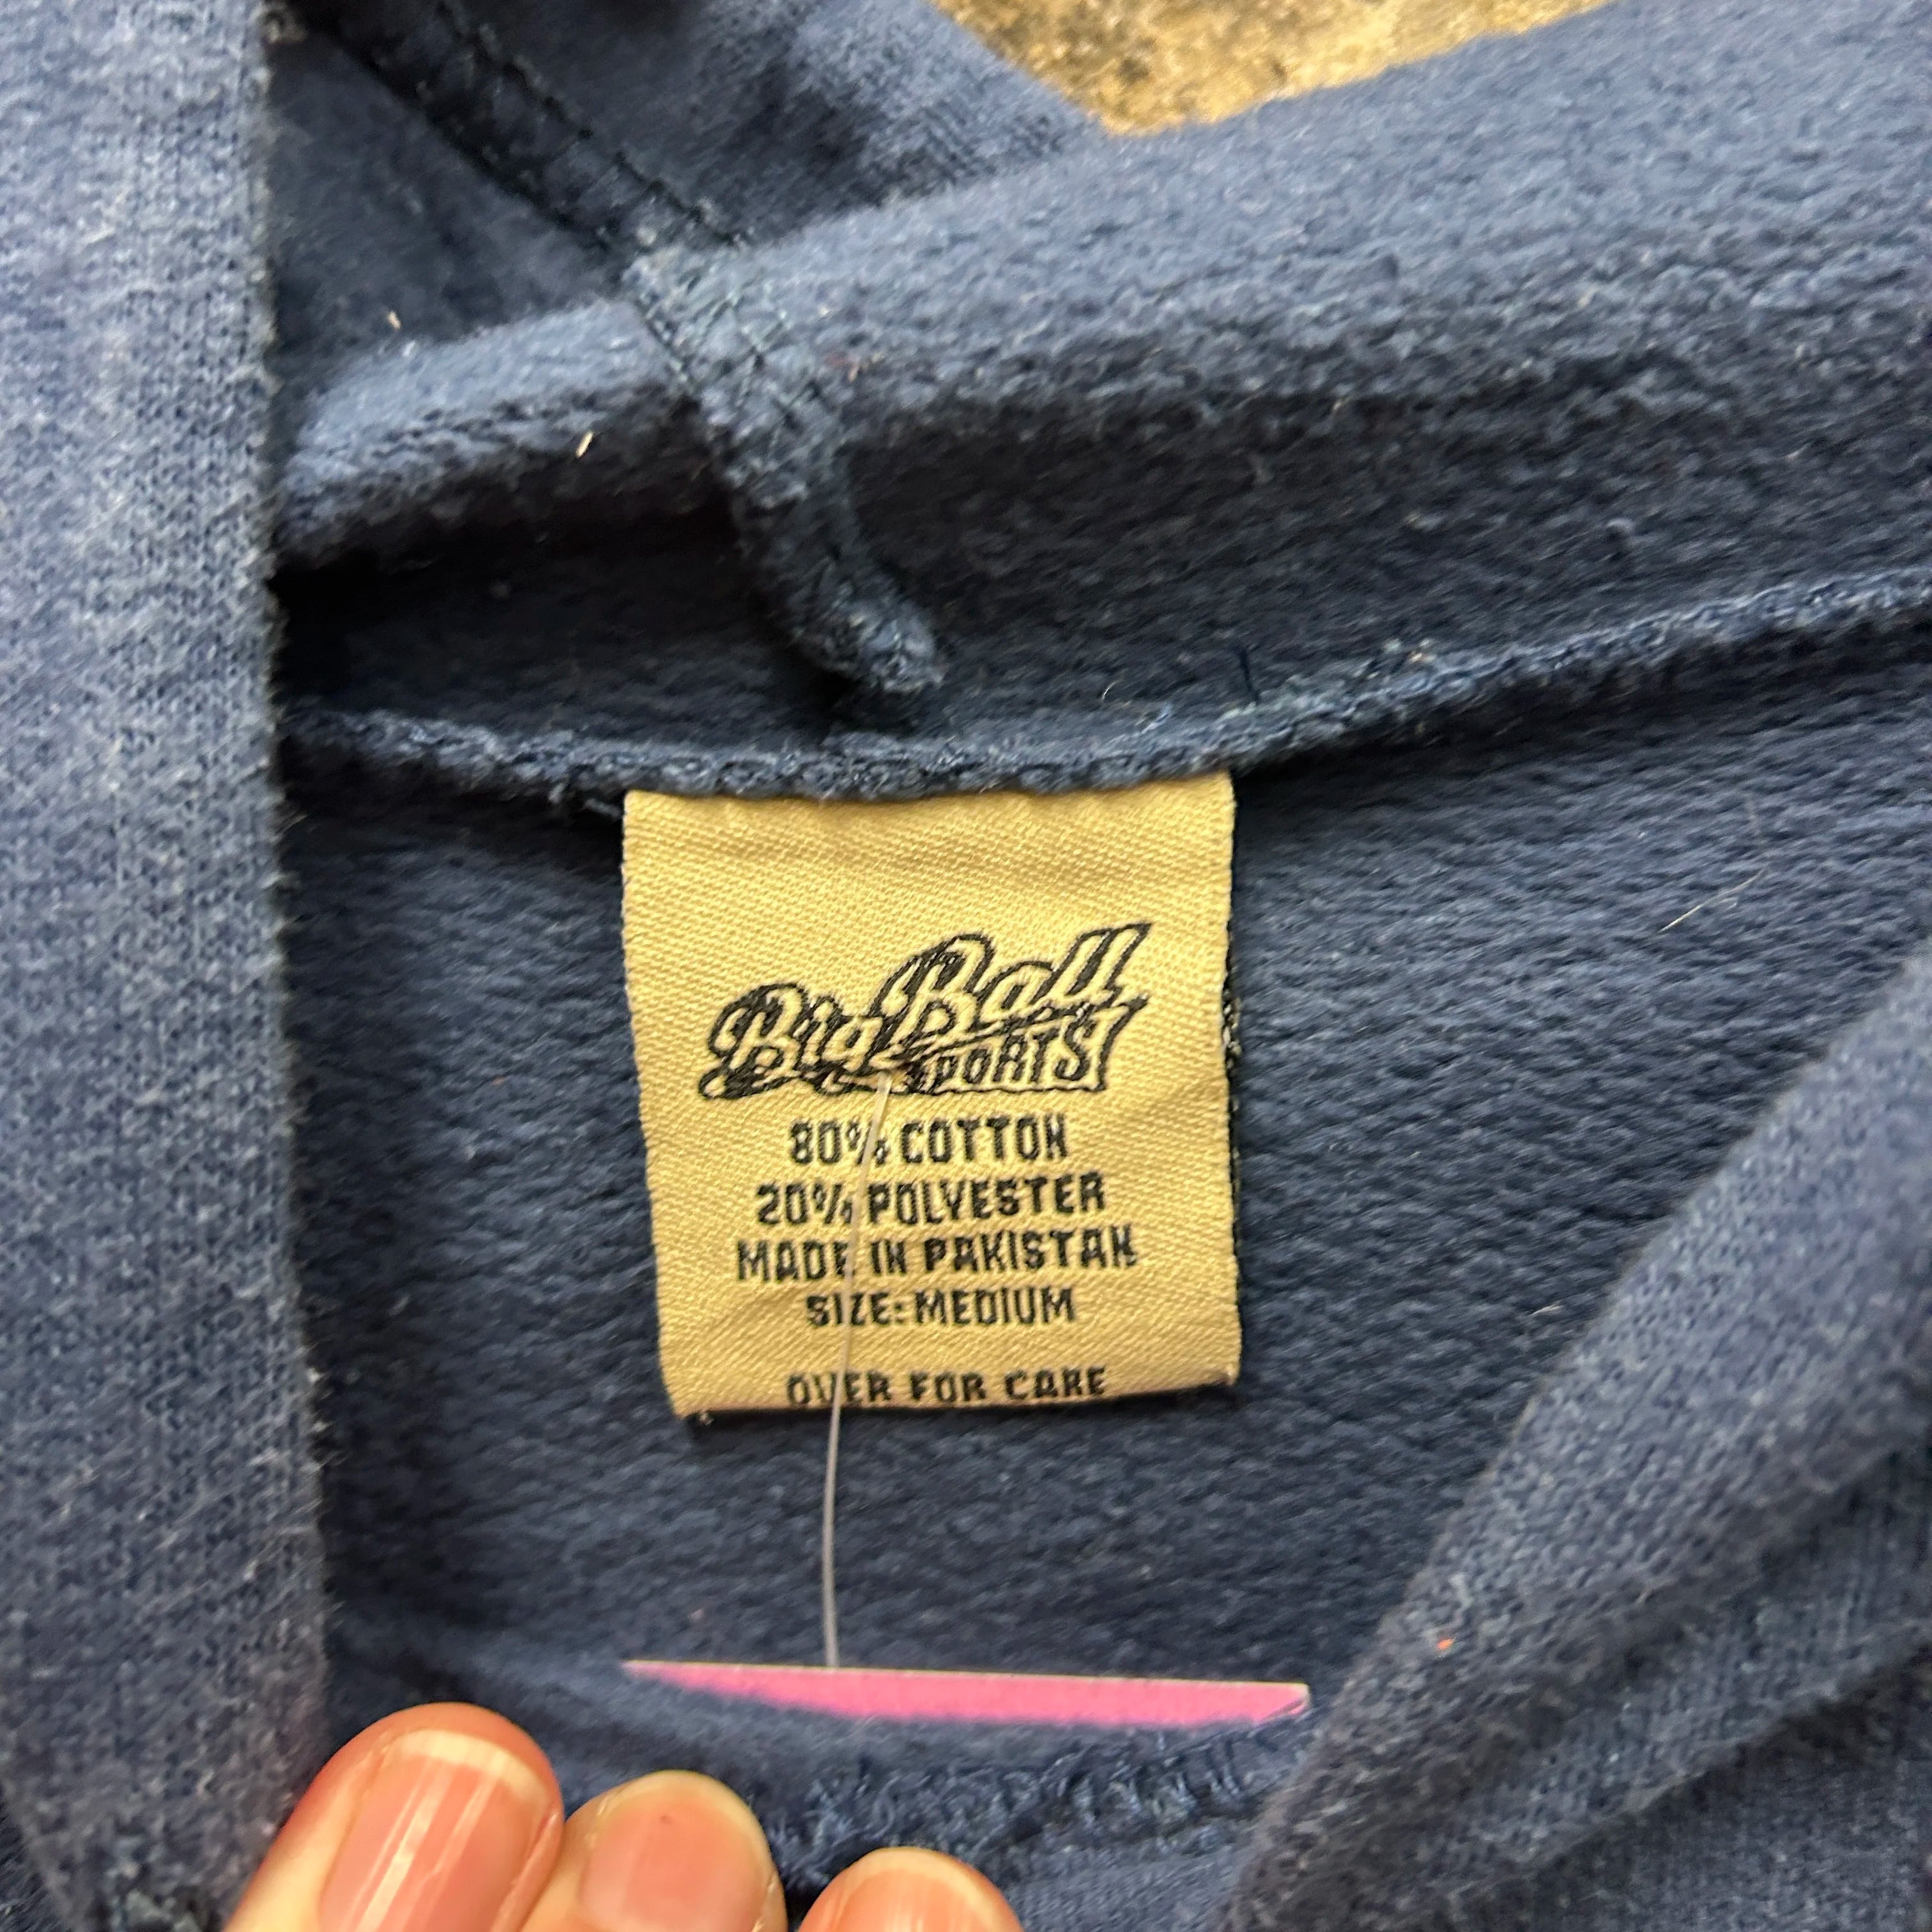 Big Ball
SPORTS
80% COTTON
20% POLYESTER
MADE IN PAKISTAN
SIZE: MEDIUM
OVER FOR CARE